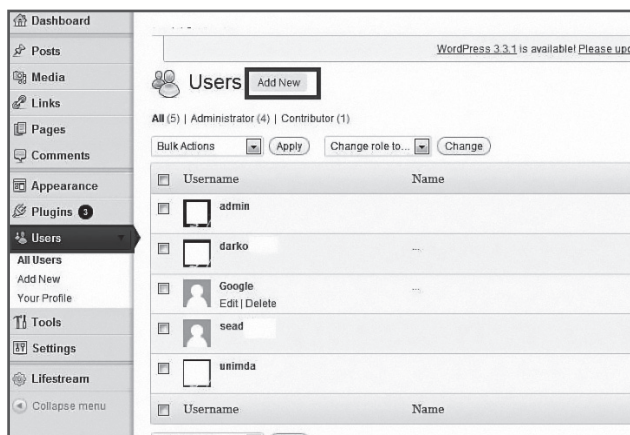 Dashboard
Posts
Media
Links
Pages
Comments
Appearance
Plugins 3
Users
All Users
Add New
Your Profile
Tools
Settings
Lifestream
Collapse menu
WordPress 3.3.1 is available! Please upd
Users Add New
All (5) | Administrator (4) | Contributor (1)
Bulk Actions Apply Change role to... Change
Username Name
admin
darko ...
Google ...
Edit | Delete
sead
unimda
Username Name